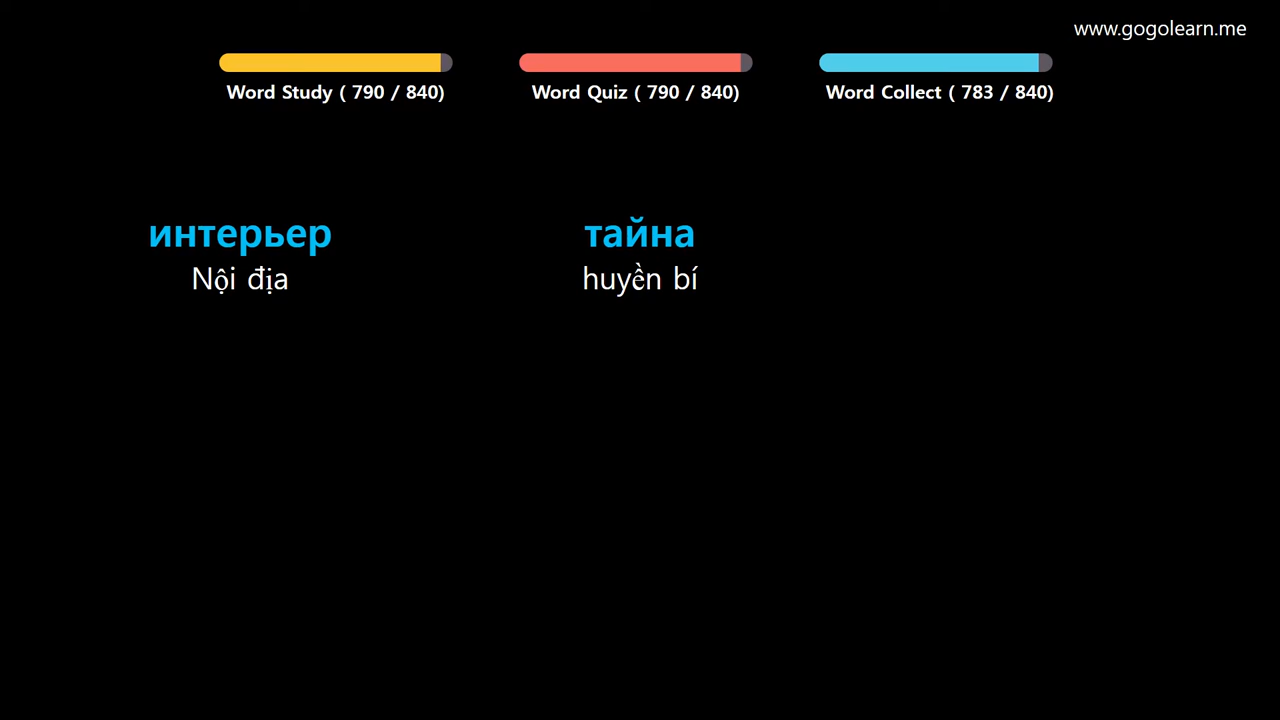 www.gogolearn.me
Word Study ( 790 / 840)
Word Quiz ( 790 / 840)
Word Collect ( 783 / 840)
интерьер
Nội địa
тайна
huyền bí